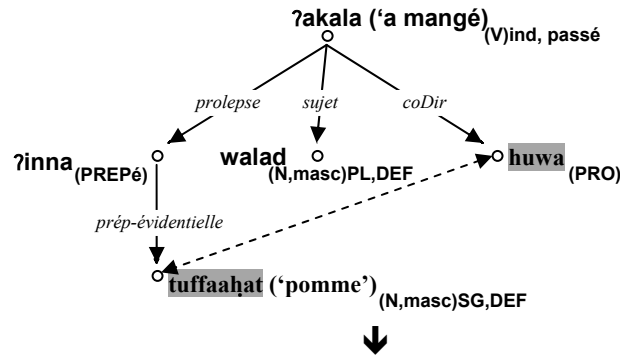 ʔakala (‘a mangé)(V)ind, passé
prolepse sujet coDir
ʔinna(PREPé) walad (N,masc)PL,DEF huwa (PRO)
prép-évidentielle
tuffaaḥat (‘pomme’)(N,masc)SG,DEF